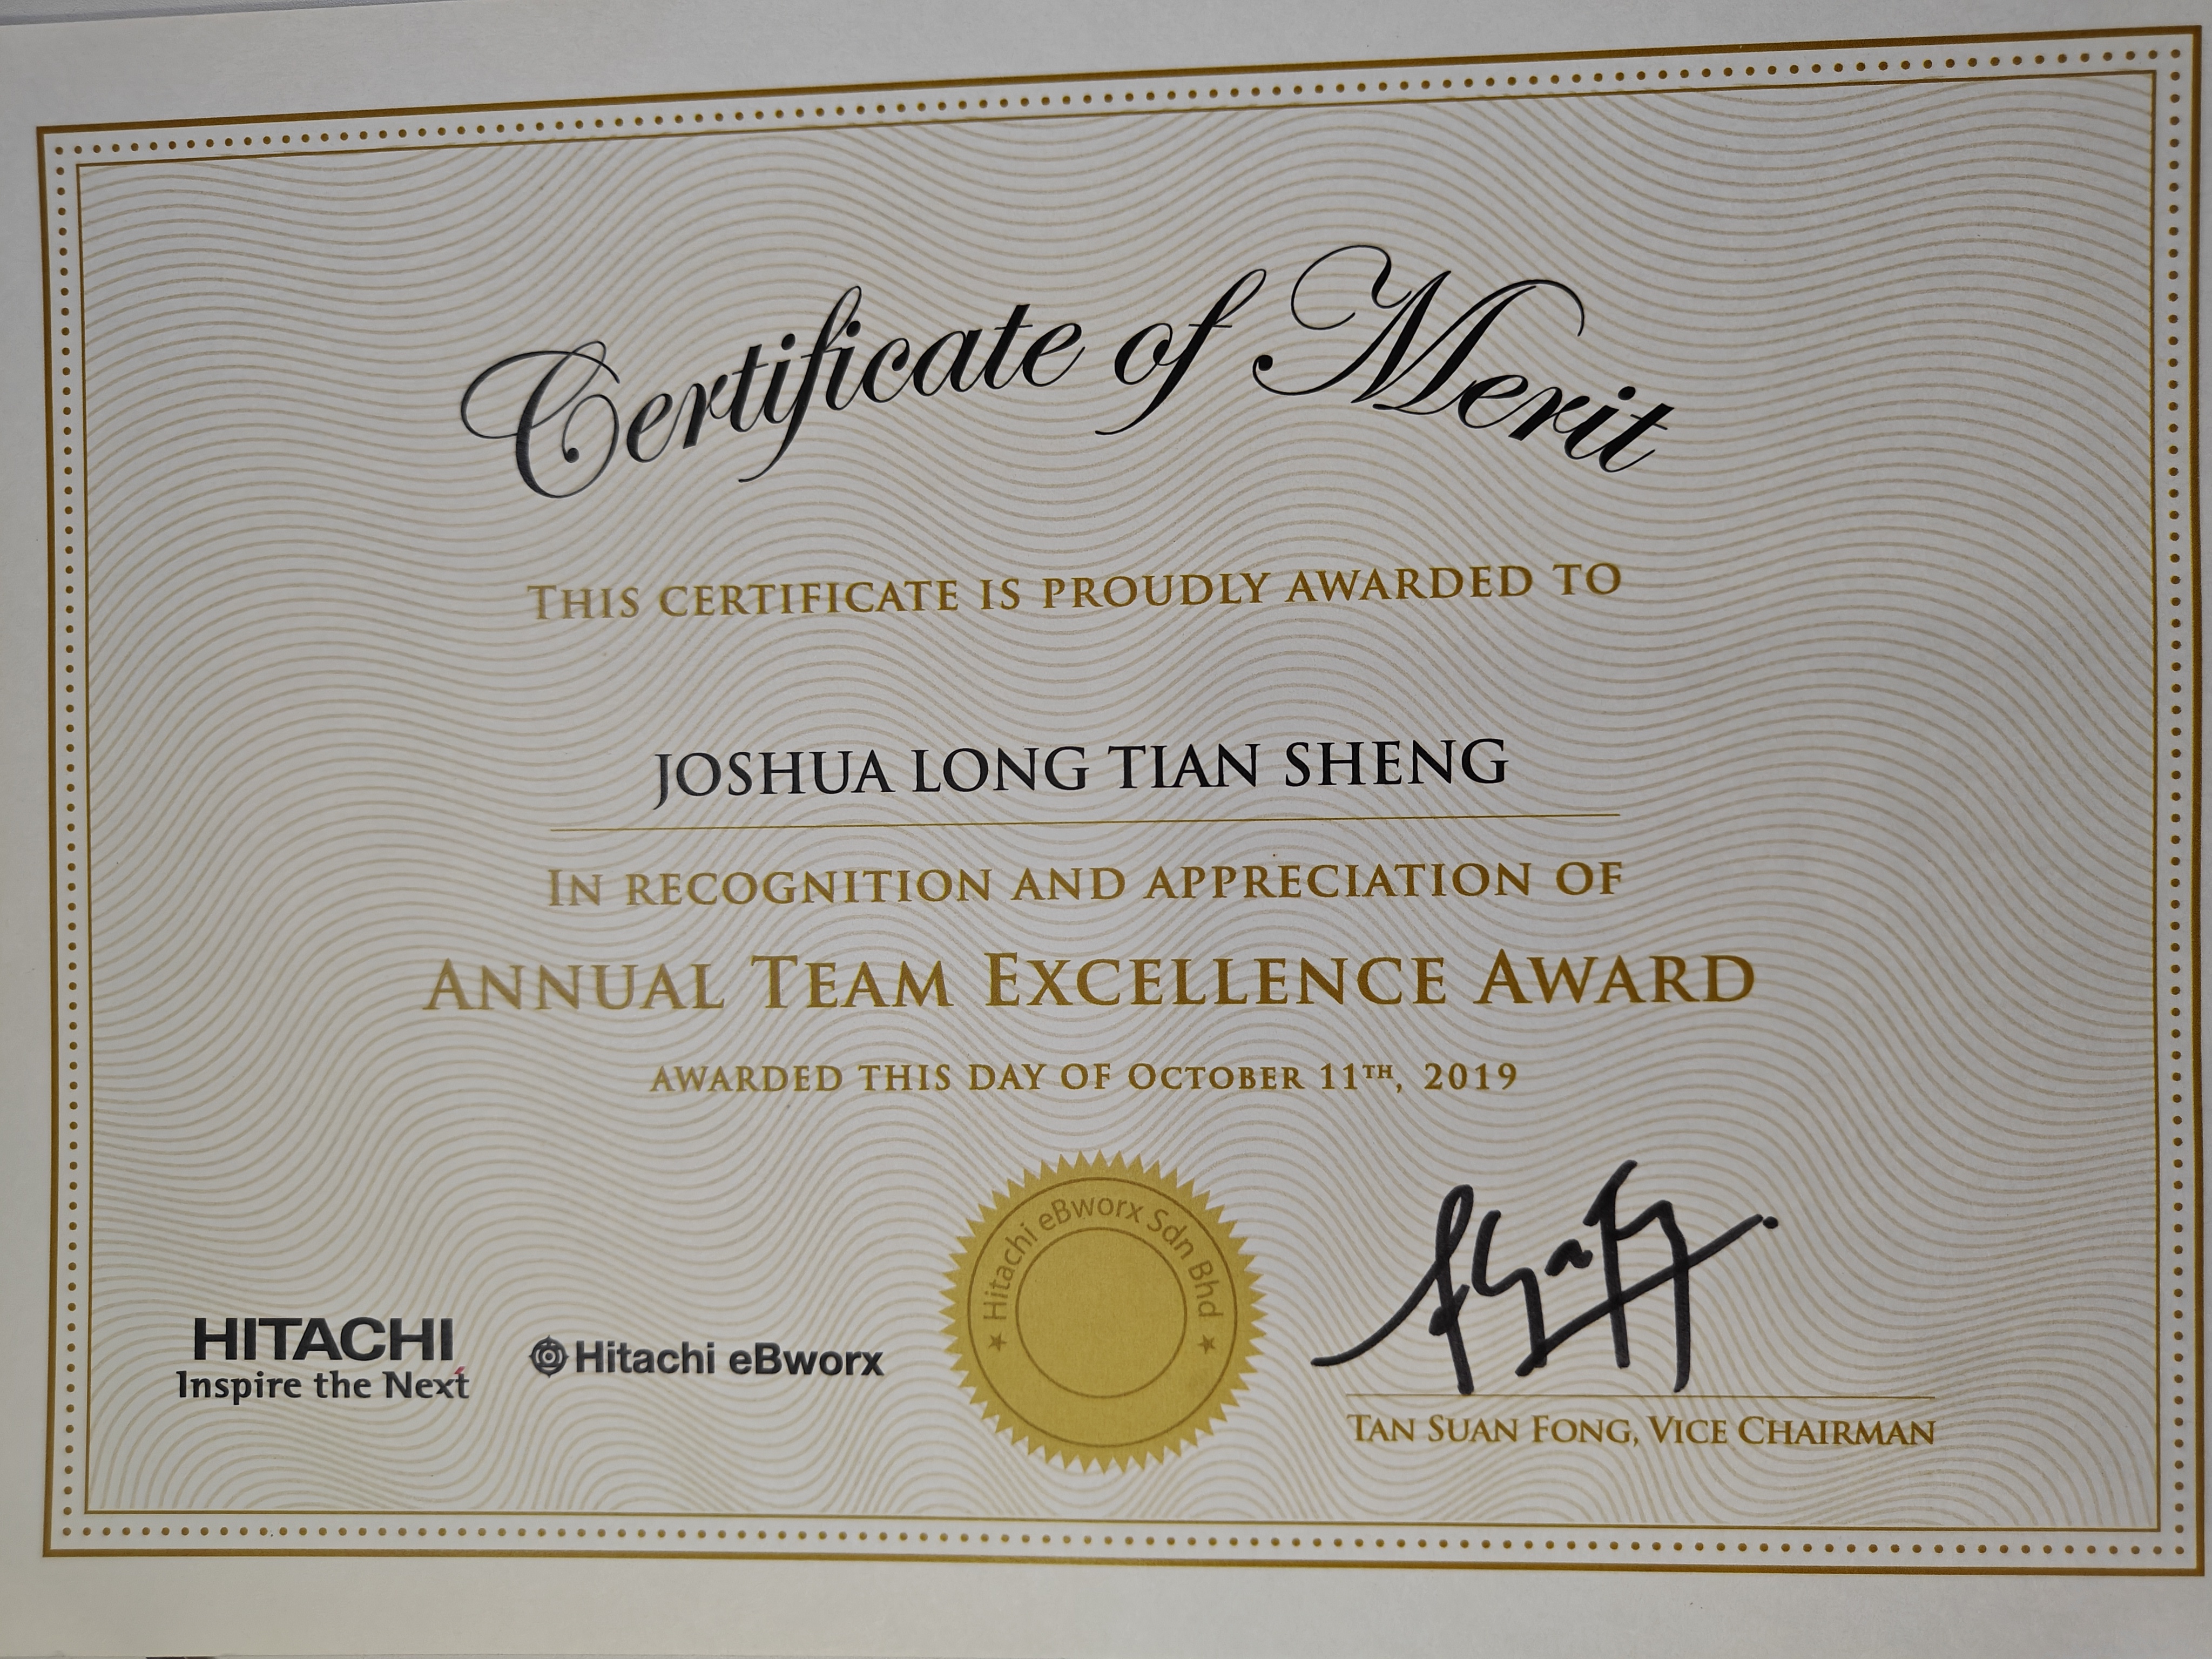 Certificate of Merit
THIS CERTIFICATE IS PROUDLY AWARDED TO
JOSHUA LONG TIAN SHENG
IN RECOGNITION AND APPRECIATION OF
ANNUAL TEAM EXCELLENCE AWARD
AWARDED THIS DAY OF OCTOBER 11TH, 2019
★ Hitachi eBworx Sdn Bhd ★
HITACHI
Inspire the Next
Hitachi eBworx
TAN SUAN FONG, VICE CHAIRMAN